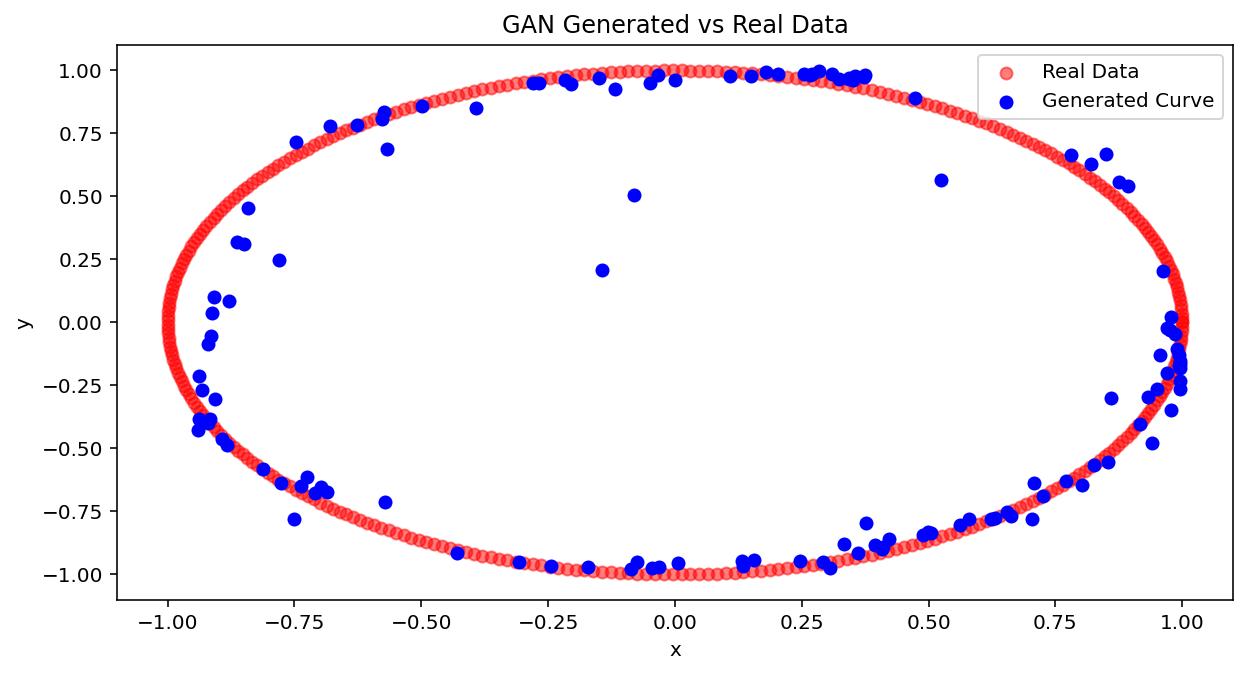 GAN Generated vs Real Data
Real Data
Generated Curve
1.00
0.75
0.50
0.25
0.00
−0.25
−0.50
−0.75
−1.00
y
−1.00 −0.75 −0.50 −0.25 0.00 0.25 0.50 0.75 1.00
x